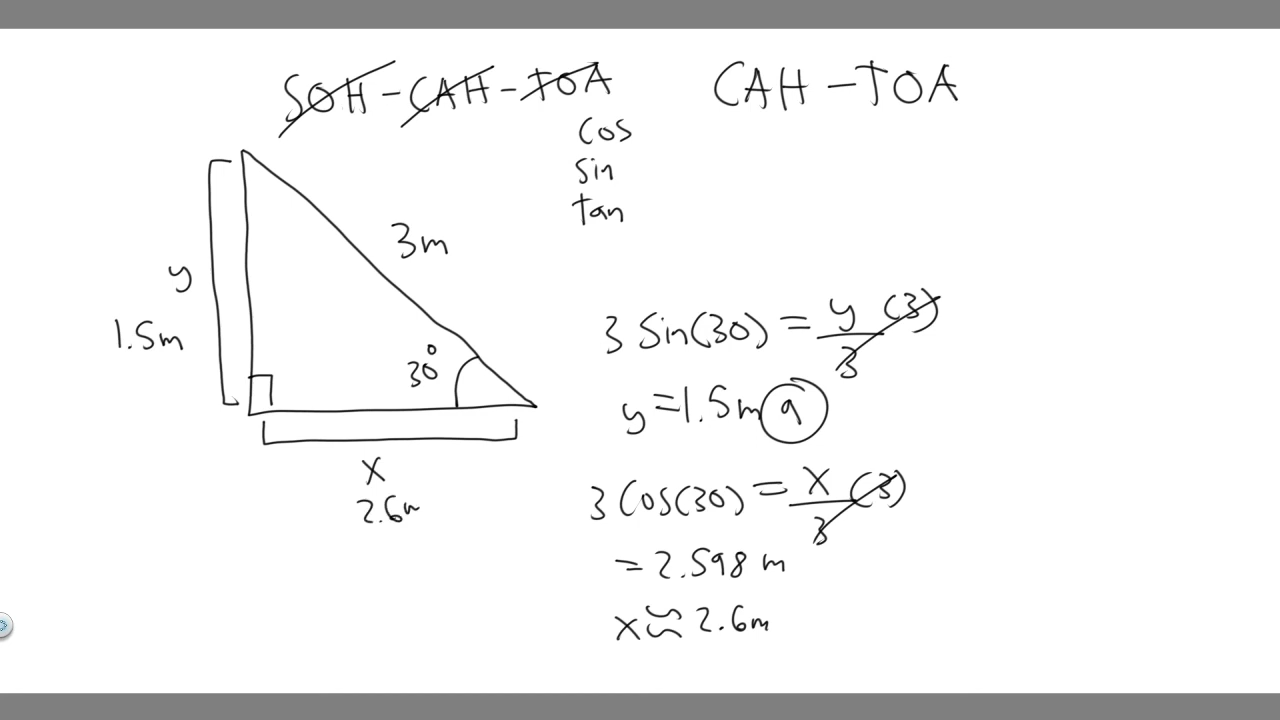 SOH-CAH-TOA
CAH-TOA
cos
sin
tan
3m
y
1.5m
30°
x
2.6m
3 sin(30) = y/3 (3)
y=1.5m a
3 cos(30) = x/3 (3)
= 2.598 m
x ≈ 2.6m